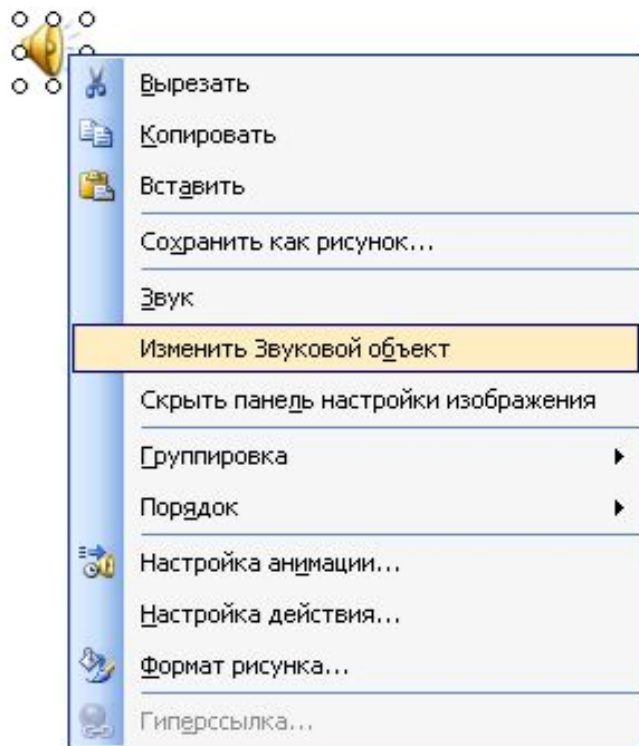 Вырезать
Копировать
Вставить
Сохранить как рисунок...
Звук
Изменить Звуковой объект
Скрыть панель настройки изображения
Группировка
Порядок
Настройка анимации...
Настройка действия...
Формат рисунка...
Гиперссылка...